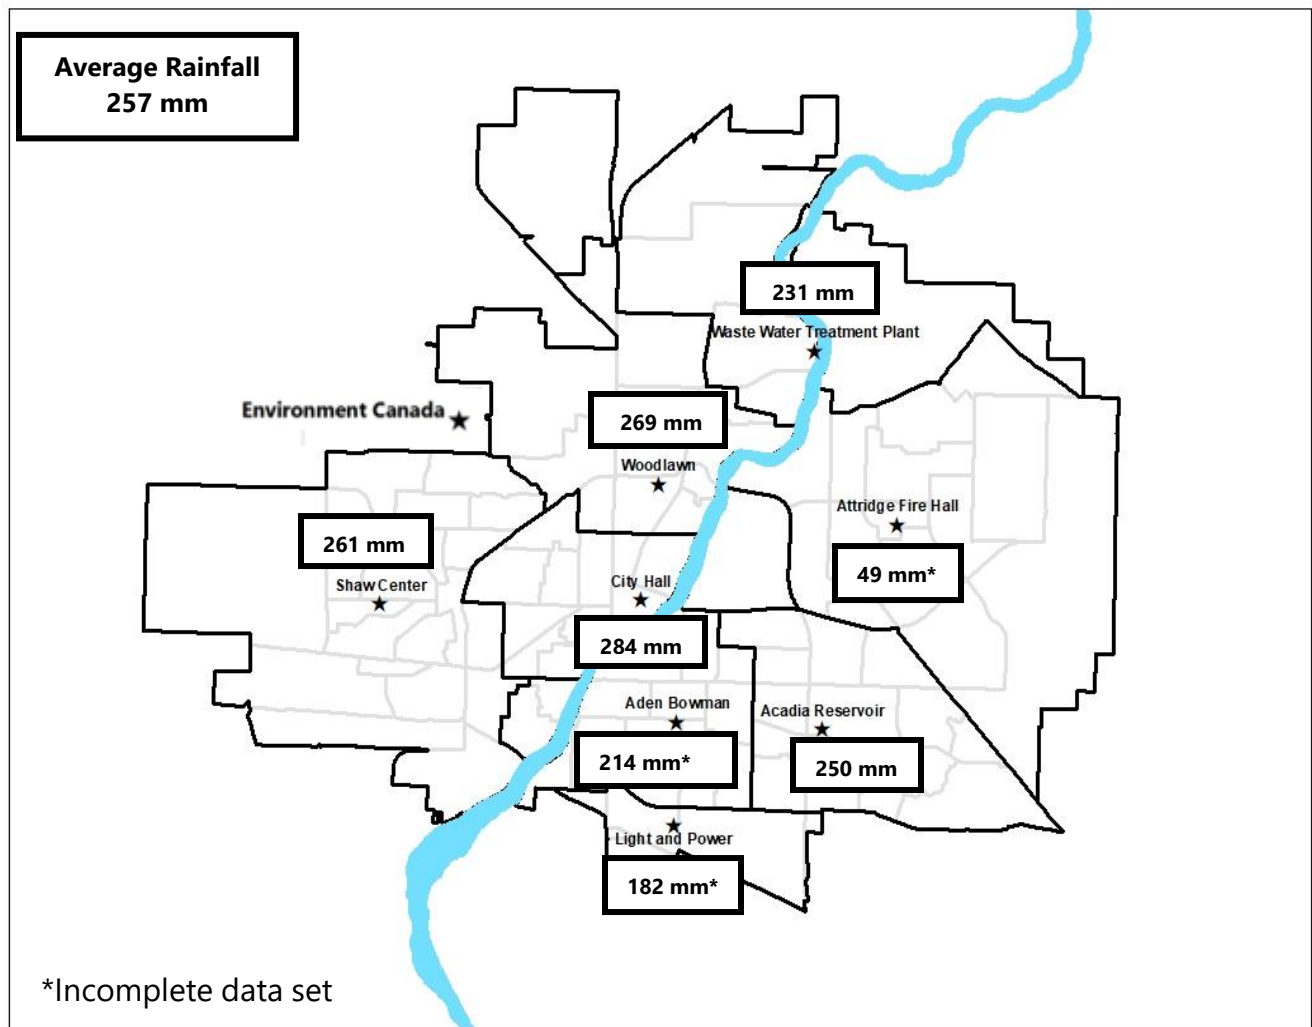 Average Rainfall
257 mm
231 mm
Waste Water Treatment Plant
Environment Canada
269 mm
Woodlawn
Attridge Fire Hall
261 mm
49 mm*
Shaw Center
City Hall
284 mm
Aden Bowman
Acadia Reservoir
214 mm*
250 mm
Light and Power
182 mm*
*Incomplete data set